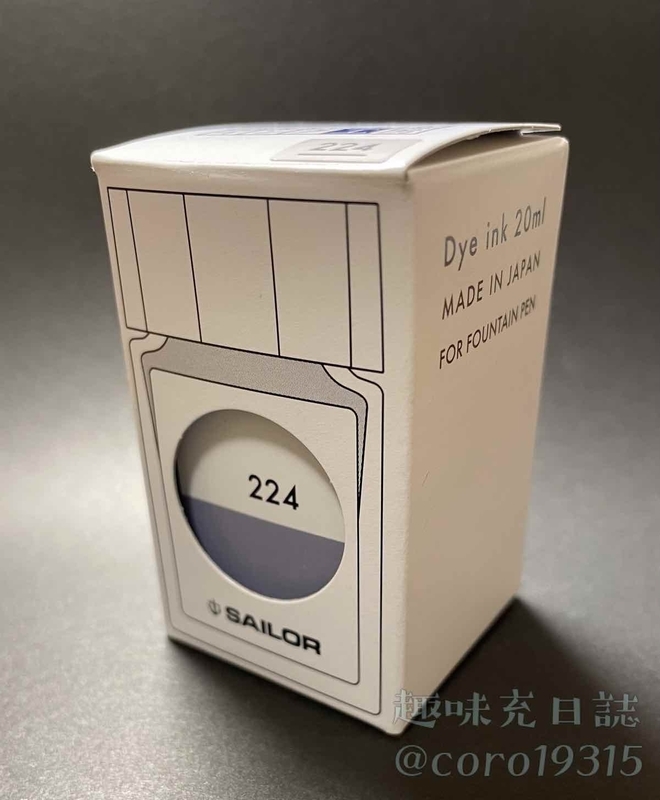 224
Dye ink 20ml
MADE IN JAPAN
FOR FOUNTAIN PEN
224
SAILOR
趣味充日誌
@coro19315